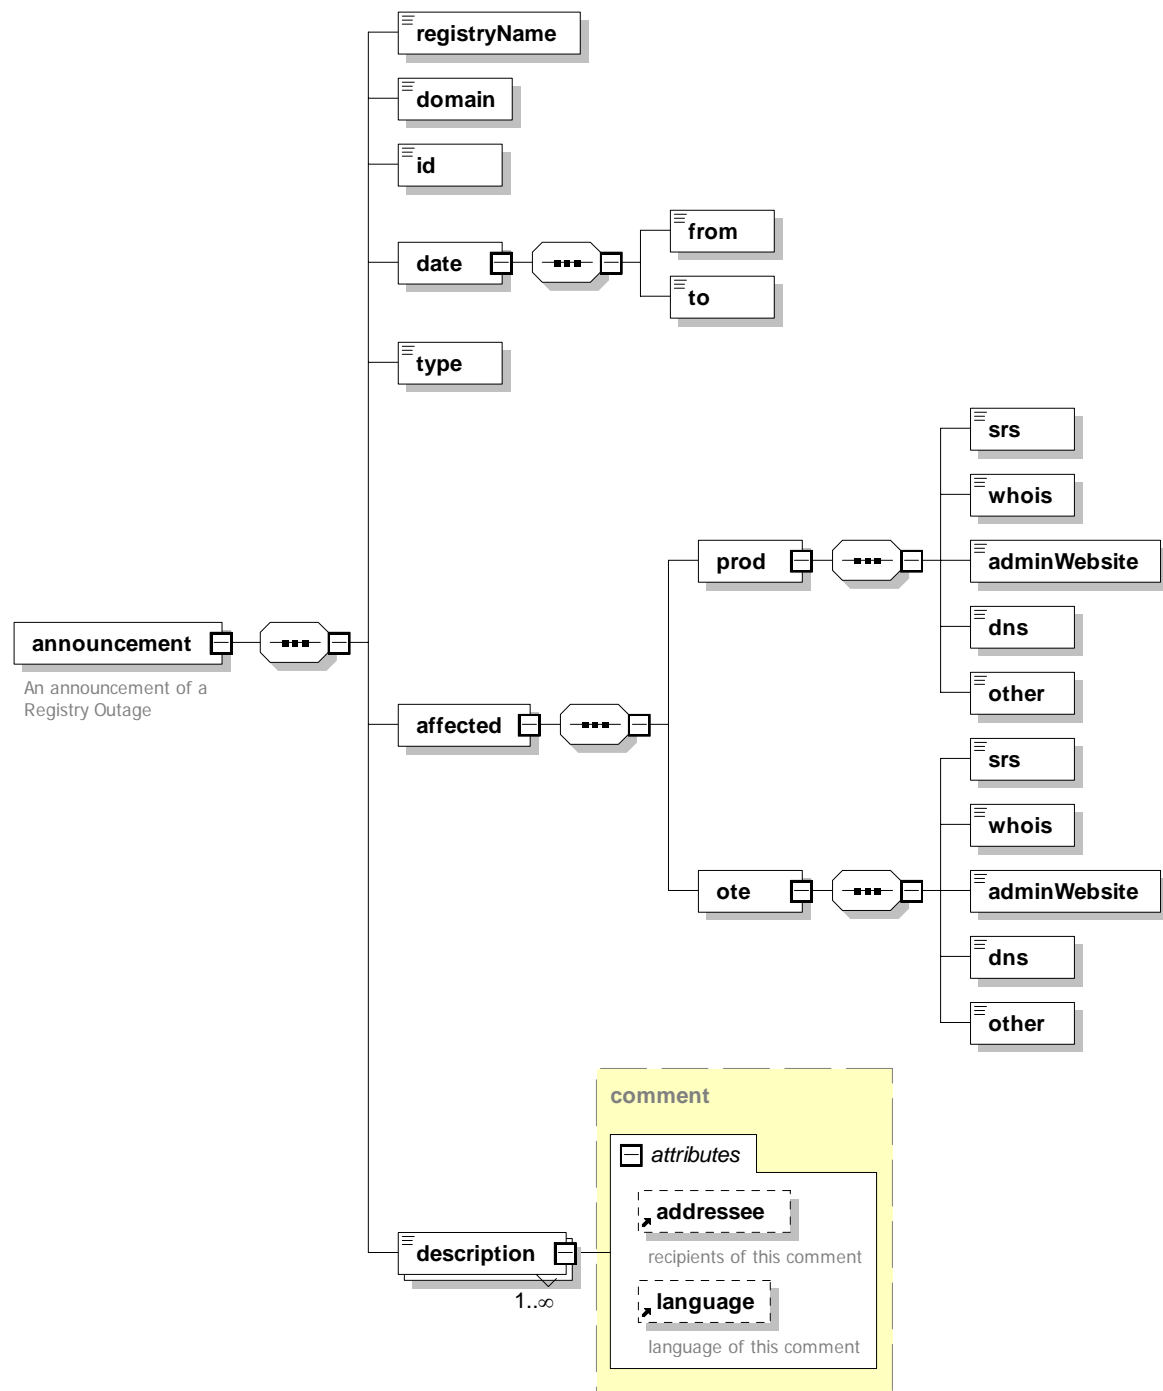 registryName
domain
id
date
from
to
type
announcement
An announcement of a
Registry Outage
affected
prod
srs
whois
adminWebsite
dns
other
ote
srs
whois
adminWebsite
dns
other
description
1..∞
comment
attributes
addressee
recipients of this comment
language
language of this comment